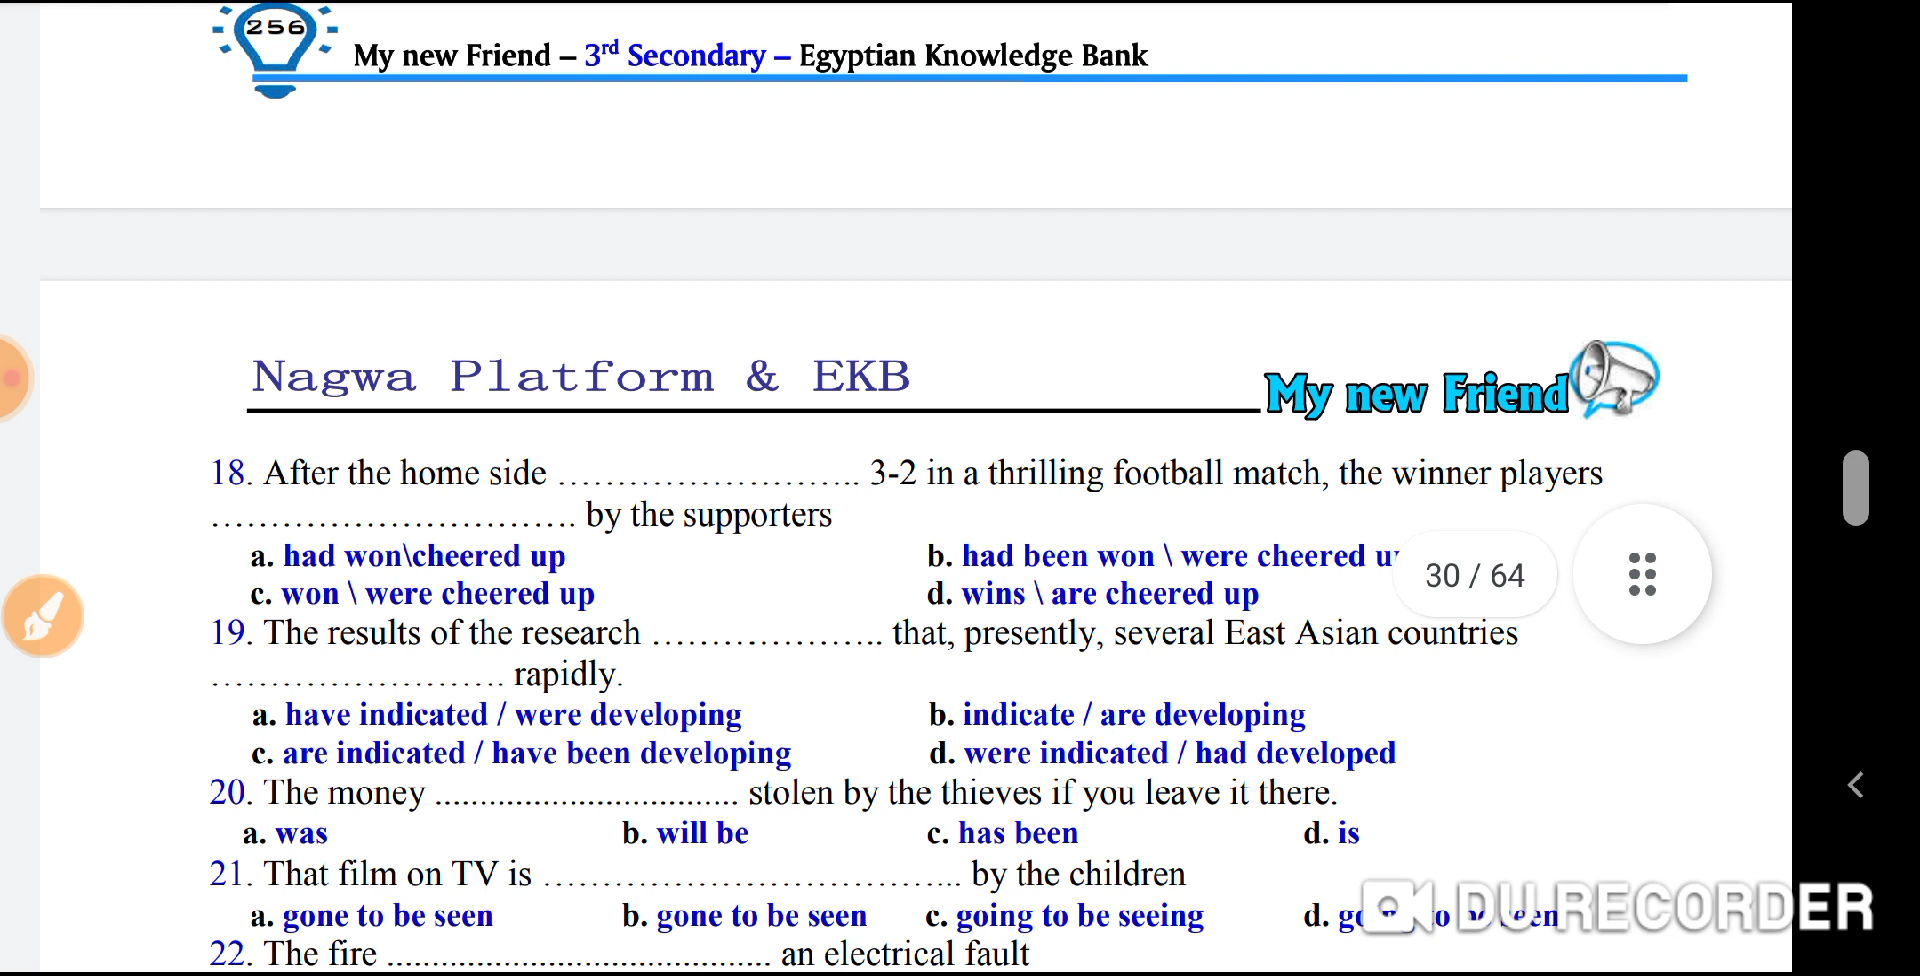 256
My new Friend – 3rd Secondary – Egyptian Knowledge Bank
Nagwa Platform & EKB
My new Friend
18. After the home side ............................ 3-2 in a thrilling football match, the winner players
................................ by the supporters
a. had won\cheered up b. had been won \ were cheered
c. won \ were cheered up d. wins \ are cheered up
30 / 64
19. The results of the research ..................... that, presently, several East Asian countries
.......................... rapidly.
a. have indicated / were developing b. indicate / are developing
c. are indicated / have been developing d. were indicated / had developed
20. The money .................................. stolen by the thieves if you leave it there.
a. was b. will be c. has been d. is
21. That film on TV is ...................................... by the children
a. gone to be seen b. gone to be seen c. going to be seeing d.
DU RECORDER
22. The fire ........................................... an electrical fault